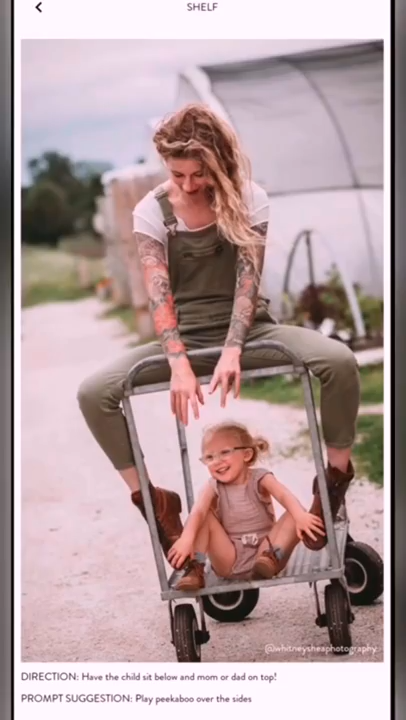 SHELF
@whitneysheaphotography
DIRECTION: Have the child sit below and mom or dad on top!
PROMPT SUGGESTION: Play peekaboo over the sides